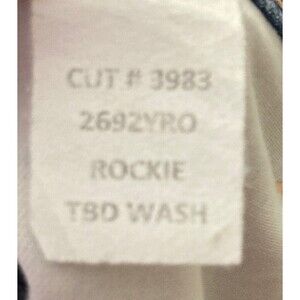 CUT # 3983
2692YRO
ROCKIE
TBD WASH